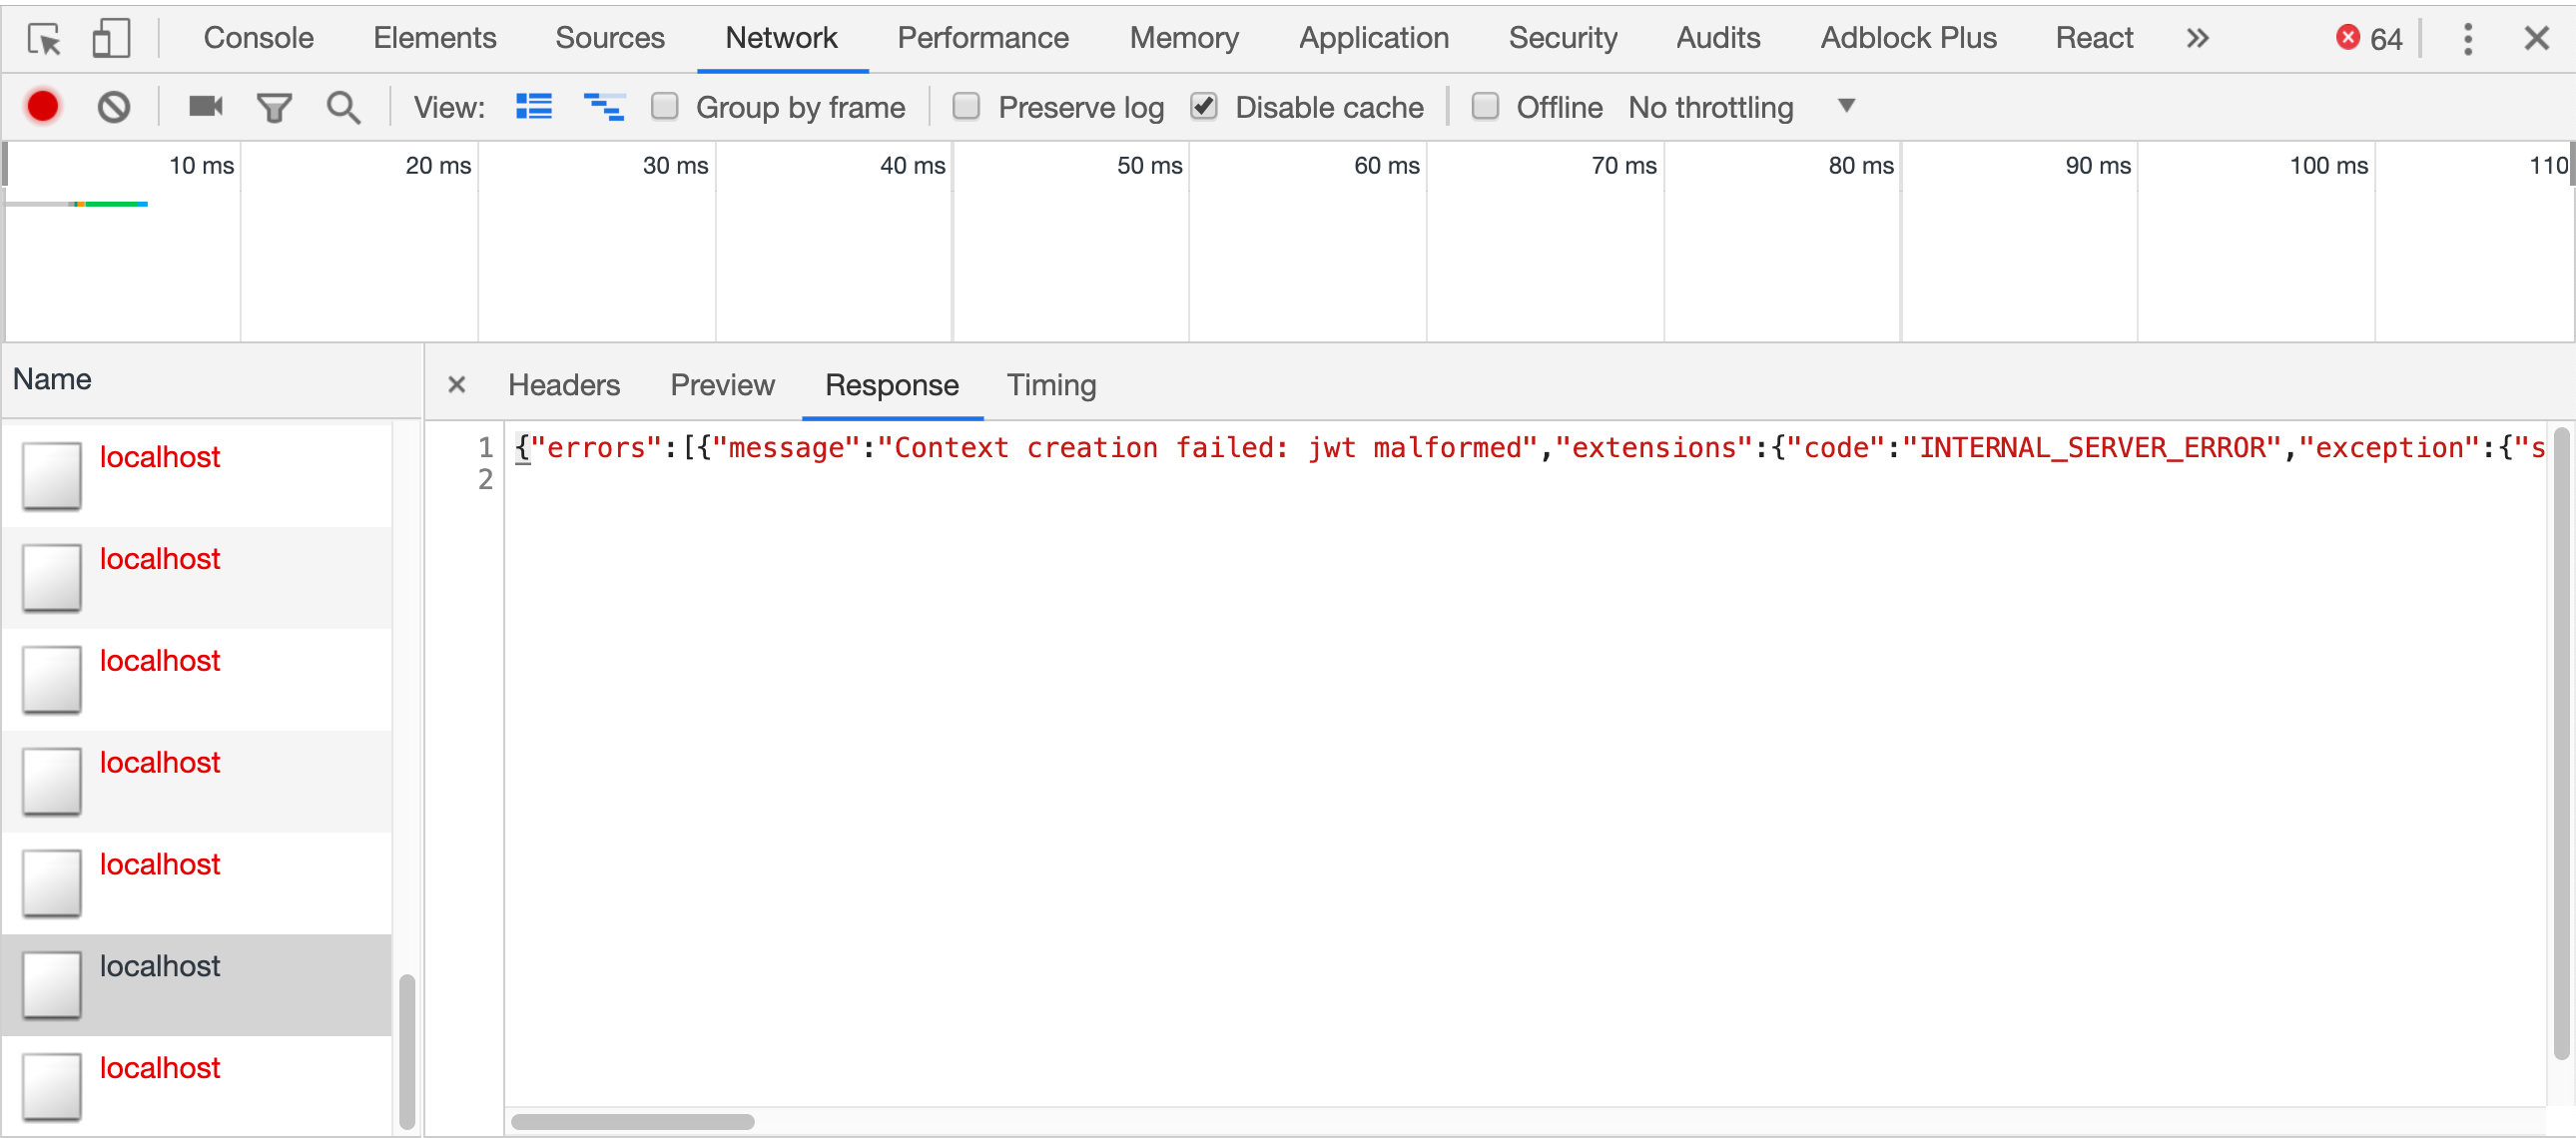 Console Elements Sources Network Performance Memory Application Security Audits Adblock Plus React » 64
View: Group by frame Preserve log Disable cache Offline No throttling
10 ms 20 ms 30 ms 40 ms 50 ms 60 ms 70 ms 80 ms 90 ms 100 ms 110
Name
Headers Preview Response Timing
1 {"errors":[{"message":"Context creation failed: jwt malformed","extensions":{"code":"INTERNAL_SERVER_ERROR","exception":{"s
2
localhost
localhost
localhost
localhost
localhost
localhost
localhost